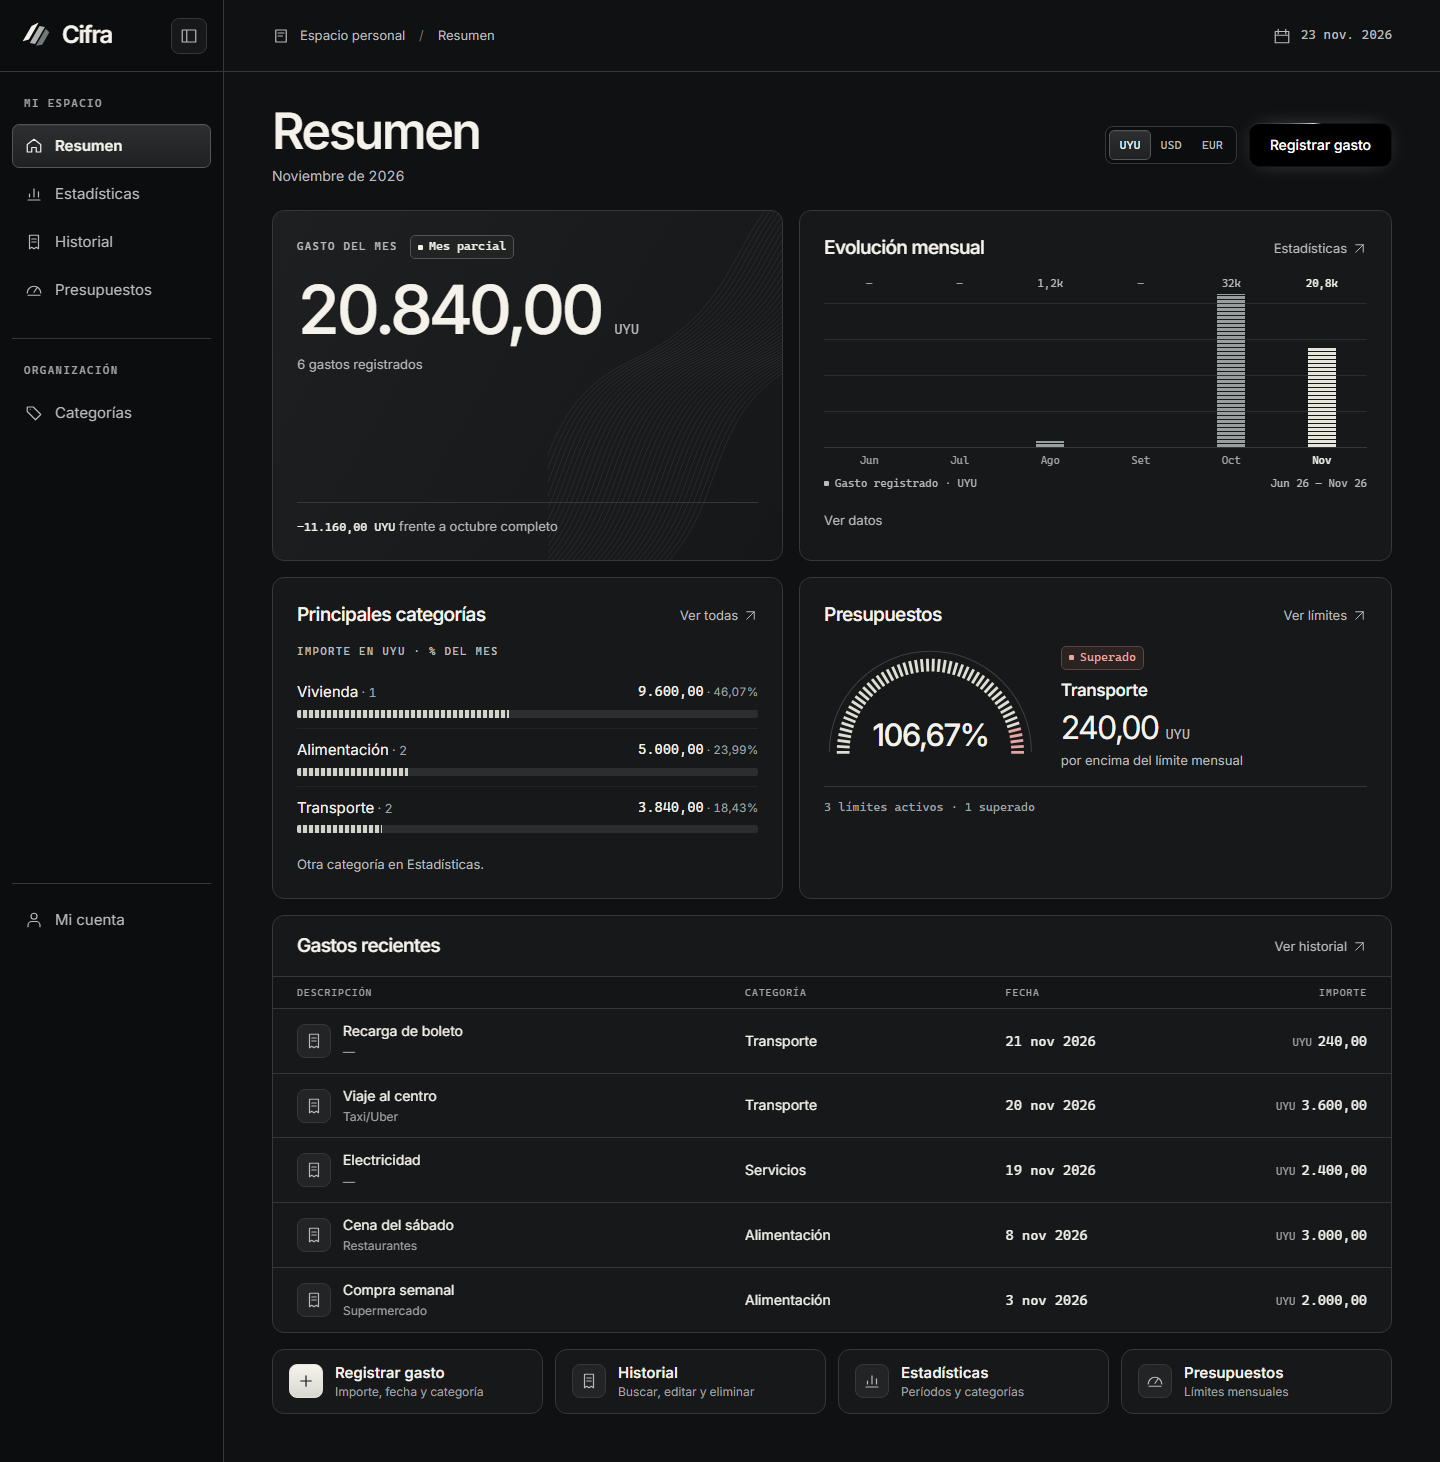 Cifra
Espacio personal / Resumen
23 nov. 2026
MI ESPACIO
Resumen
Estadísticas
Historial
Presupuestos
ORGANIZACIÓN
Categorías
Mi cuenta
Resumen
Noviembre de 2026
UYU USD EUR
Registrar gasto
GASTO DEL MES
Mes parcial
20.840,00 UYU
6 gastos registrados
−11.160,00 UYU frente a octubre completo
Evolución mensual
Estadísticas
— — 1,2k — 32k 20,8k
Jun Jul Ago Set Oct Nov
Gasto registrado · UYU
Jun 26 – Nov 26
Ver datos
Principales categorías
Ver todas
IMPORTE EN UYU · % DEL MES
Vivienda · 1 9.600,00 · 46,07%
Alimentación · 2 5.000,00 · 23,99%
Transporte · 2 3.840,00 · 18,43%
Otra categoría en Estadísticas.
Presupuestos
Ver límites
106,67%
Superado
Transporte
240,00 UYU
por encima del límite mensual
3 límites activos · 1 superado
Gastos recientes
Ver historial
DESCRIPCIÓN CATEGORÍA FECHA IMPORTE
Recarga de boleto
—
Transporte 21 nov 2026 UYU 240,00
Viaje al centro
Taxi/Uber
Transporte 20 nov 2026 UYU 3.600,00
Electricidad
—
Servicios 19 nov 2026 UYU 2.400,00
Cena del sábado
Restaurantes
Alimentación 8 nov 2026 UYU 3.000,00
Compra semanal
Supermercado
Alimentación 3 nov 2026 UYU 2.000,00
Registrar gasto
Importe, fecha y categoría
Historial
Buscar, editar y eliminar
Estadísticas
Períodos y categorías
Presupuestos
Límites mensuales